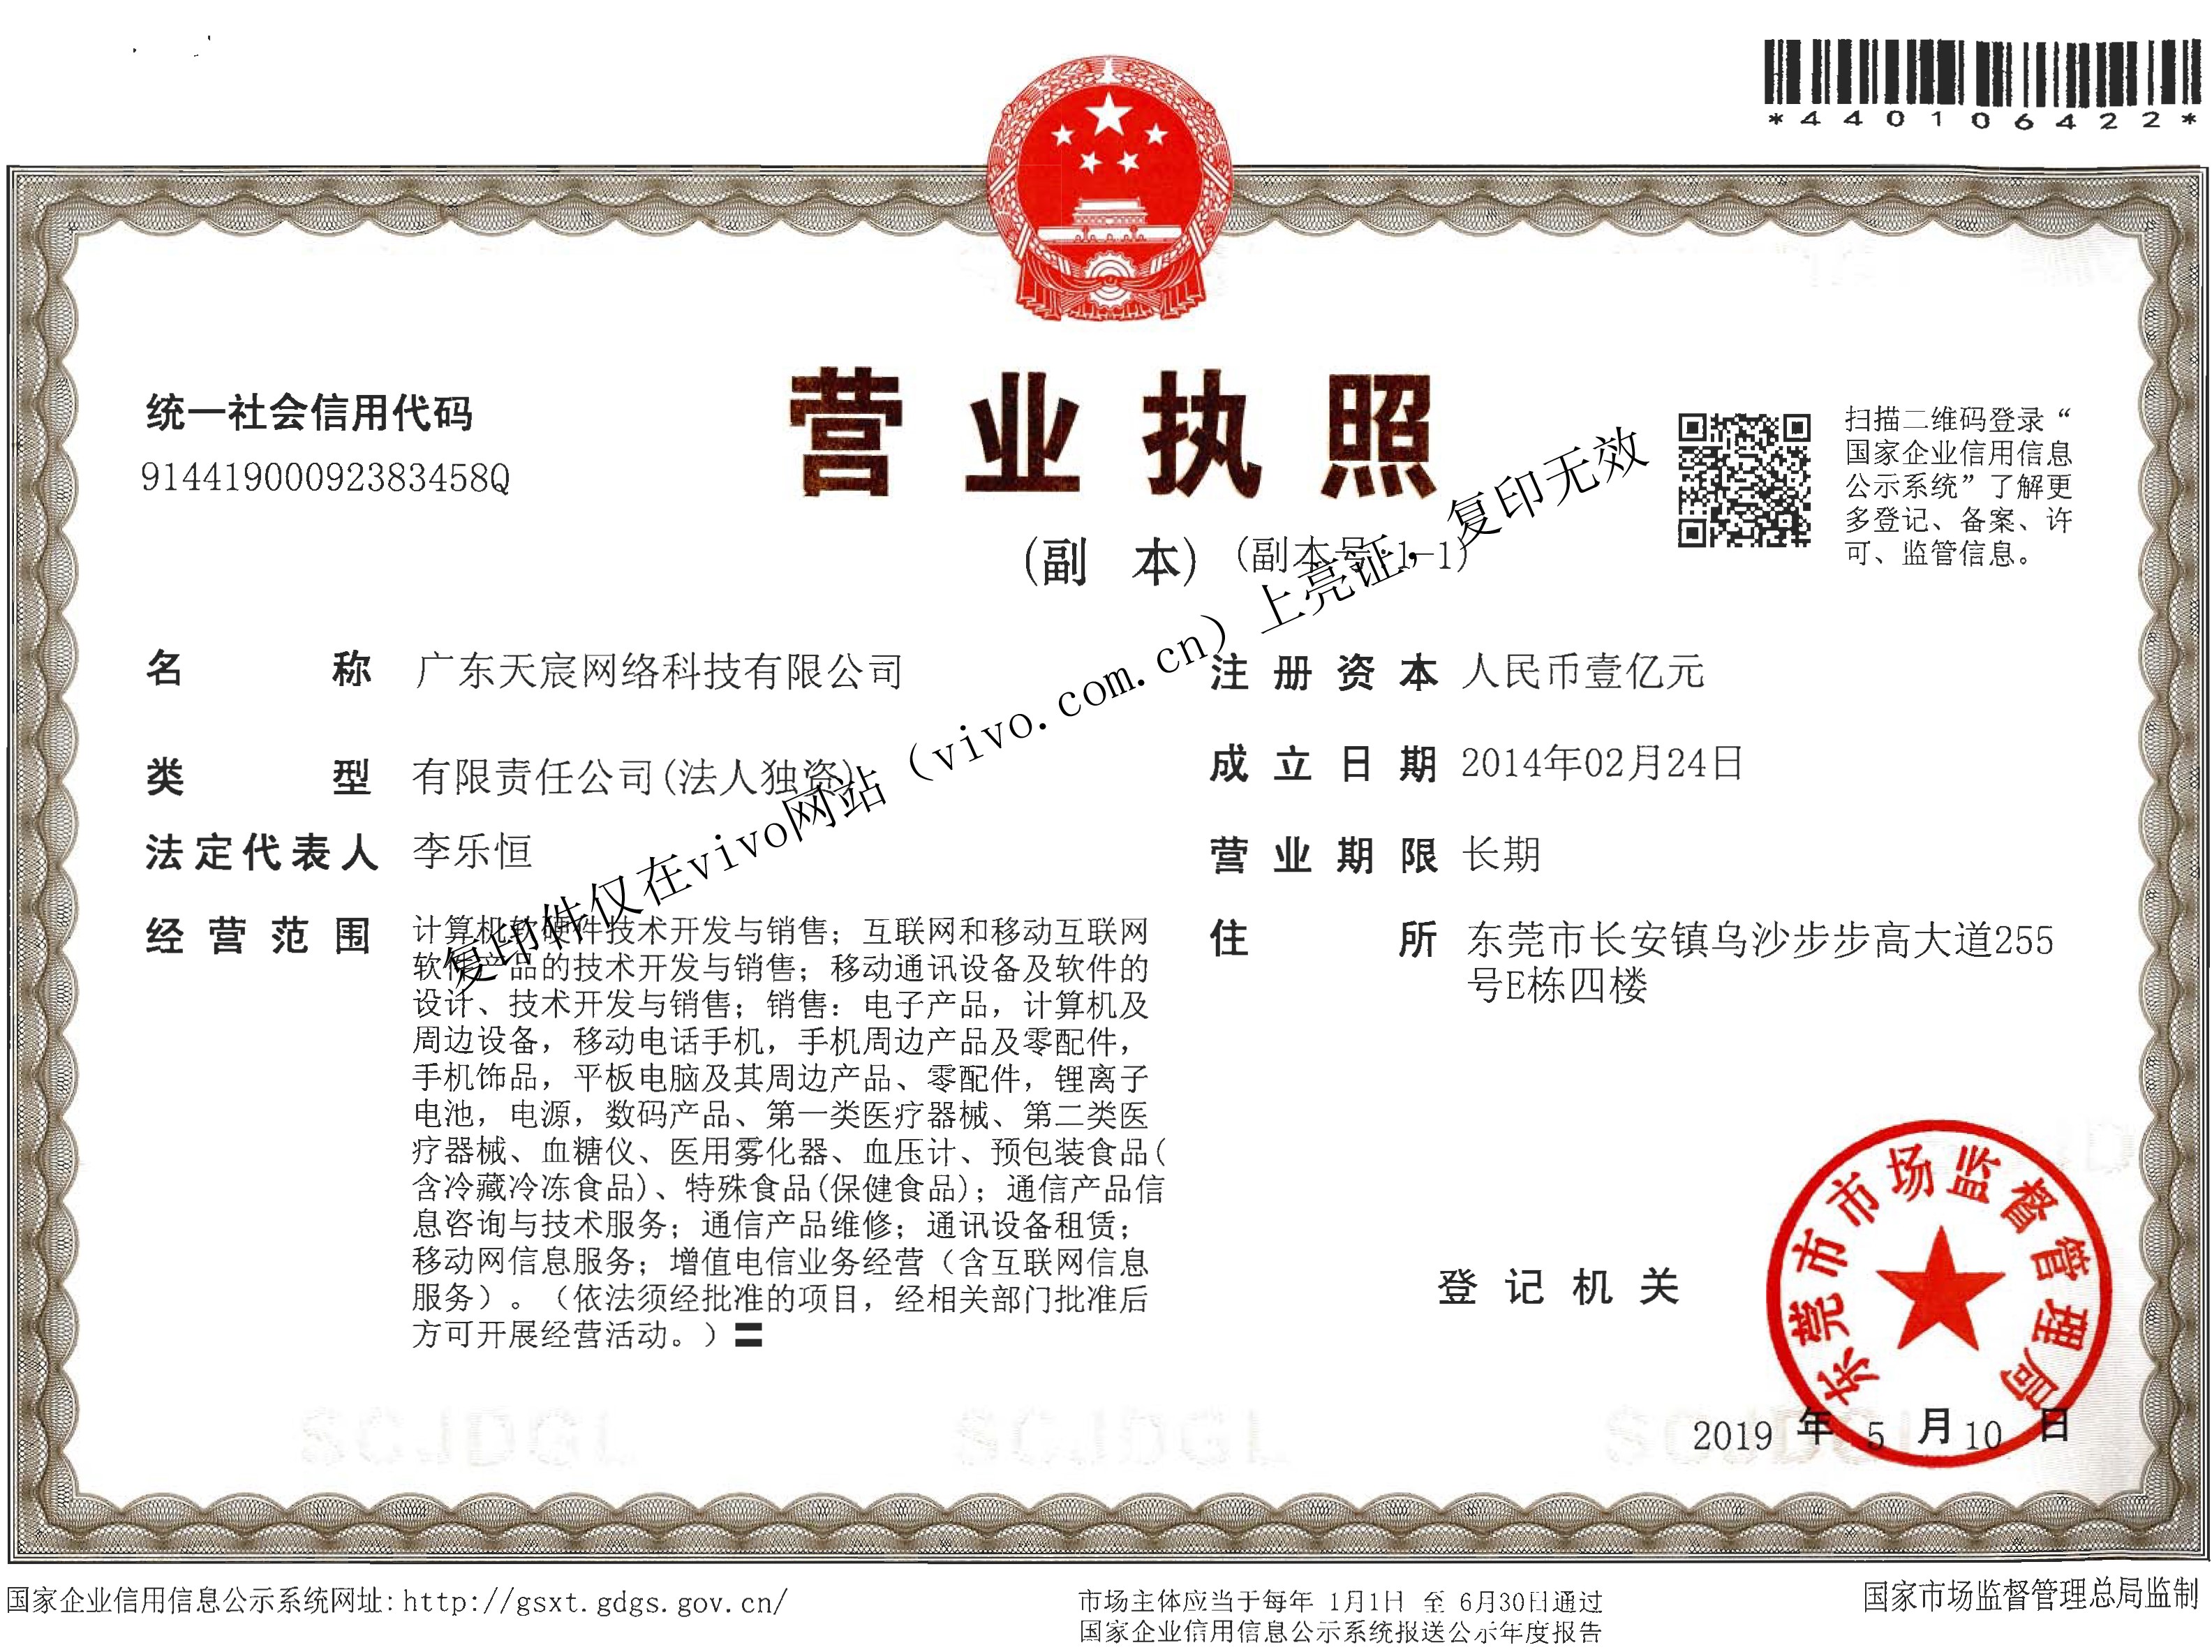 *440106422*
营业执照
(副 本) (副本号:1-1)
统一社会信用代码
91441900092383458Q
扫描二维码登录“
国家企业信用信息
公示系统”了解更
多登记、备案、许
可、监管信息。
名 称 广东天宸网络科技有限公司
类 型 有限责任公司(法人独资)
法定代表人 李乐恒
经营范围 计算机软硬件技术开发与销售；互联网和移动互联网
软件产品的技术开发与销售；移动通讯设备及软件的
设计、技术开发与销售；销售：电子产品，计算机及
周边设备，移动电话手机，手机周边产品及零配件，
手机饰品，平板电脑及其周边产品、零配件，锂离子
电池，电源，数码产品、第一类医疗器械、第二类医
疗器械、血糖仪、医用雾化器、血压计、预包装食品(
含冷藏冷冻食品)、特殊食品(保健食品)；通信产品信
息咨询与技术服务；通信产品维修；通讯设备租赁；
移动网信息服务；增值电信业务经营（含互联网信息
服务）。（依法须经批准的项目，经相关部门批准后
方可开展经营活动。）〓
注册资本 人民币壹亿元
成立日期 2014年02月24日
营业期限 长期
住 所 东莞市长安镇乌沙步步高大道255
号E栋四楼
复印件仅在vivo网站（vivo.com.cn）上亮证，复印无效
登记机关
东莞市市场监督管理局
2019 年 5 月 10 日
SCJDGL SCJDGL SCJDGL
国家企业信用信息公示系统网址:http://gsxt.gdgs.gov.cn/
市场主体应当于每年 1月1日 至 6月30日通过
国家企业信用信息公示系统报送公示年度报告
国家市场监督管理总局监制